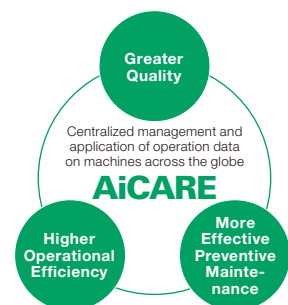 Greater
Quality
Centralized management and
application of operation data
on machines across the globe
AiCARE
Higher
Operational
Efficiency
More
Effective
Preventive
Mainte-
nance